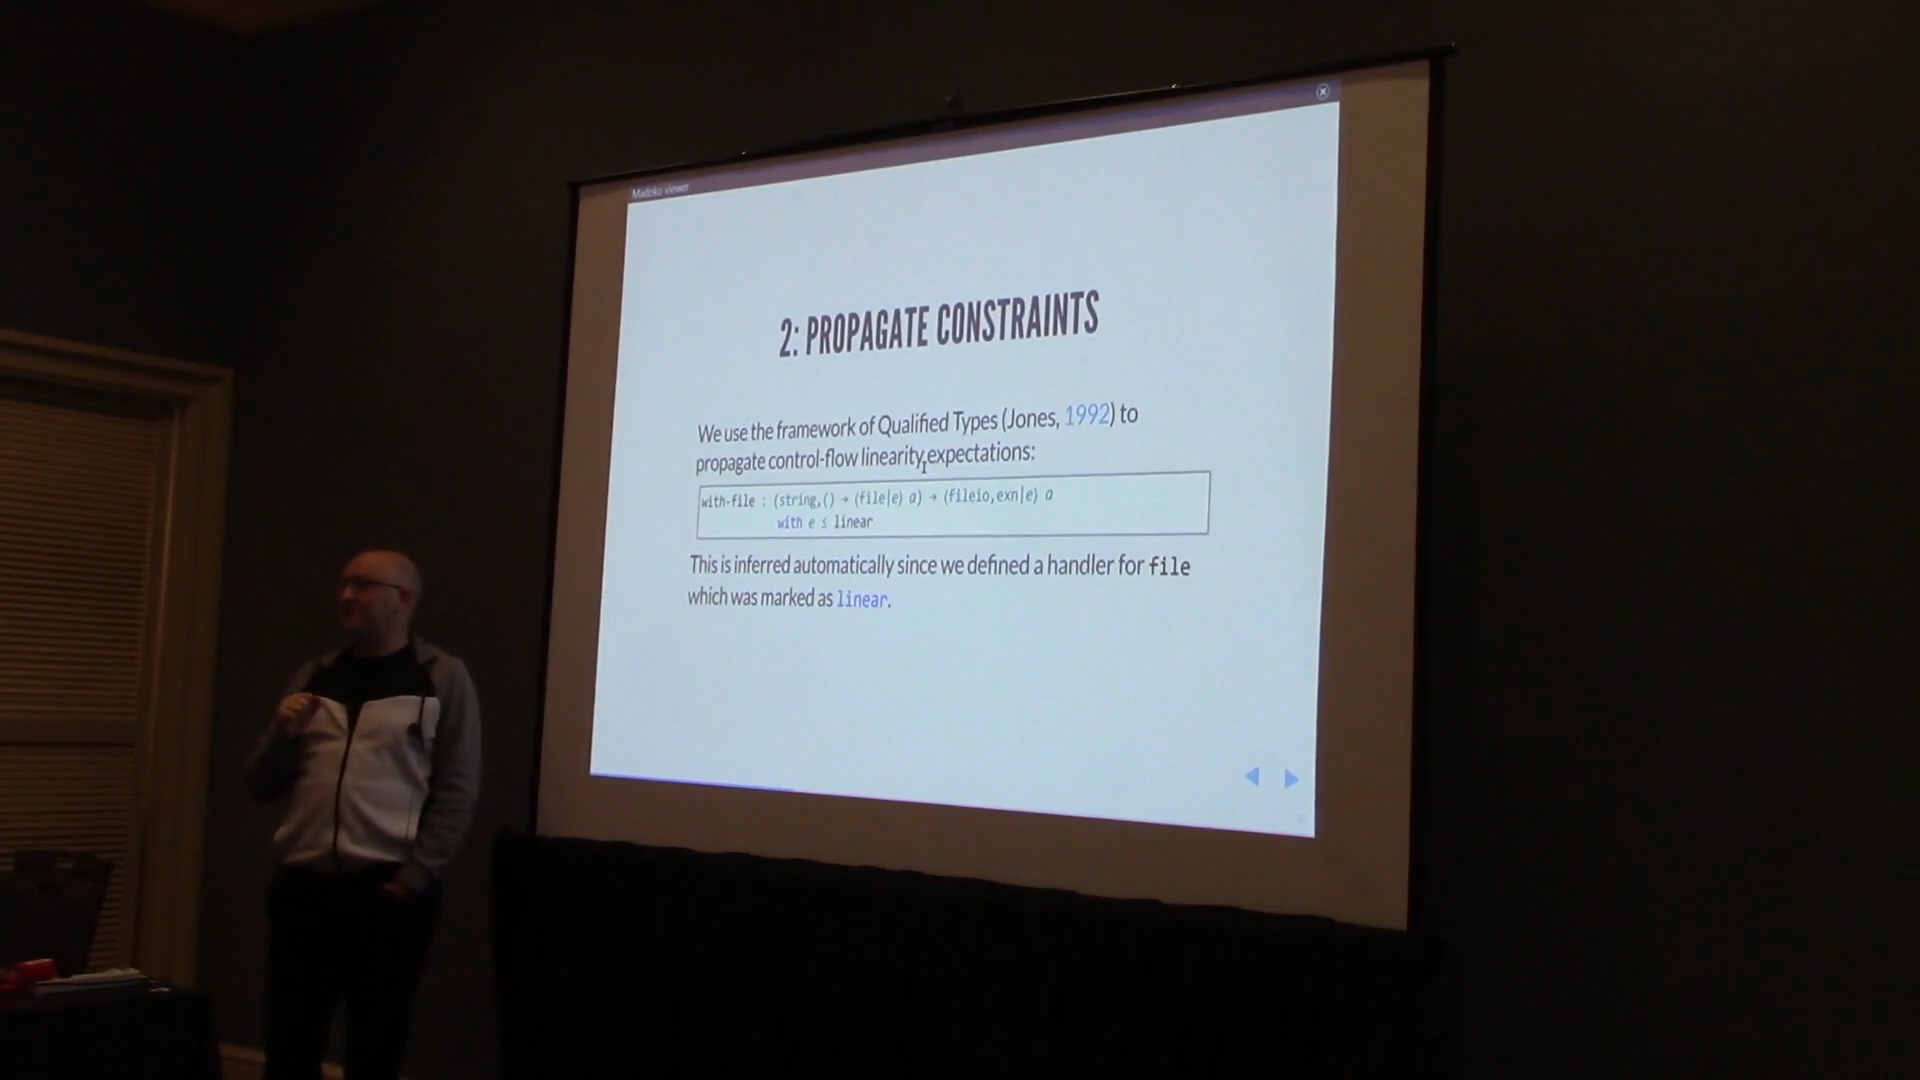 Madoko viewer
2: PROPAGATE CONSTRAINTS
We use the framework of Qualified Types (Jones, 1992) to
propagate control-flow linearity expectations:
with-file : (string,() → ⟨file|e⟩ a) → ⟨fileio,exn|e⟩ a
with e ≤ linear
This is inferred automatically since we defined a handler for file
which was marked as linear.